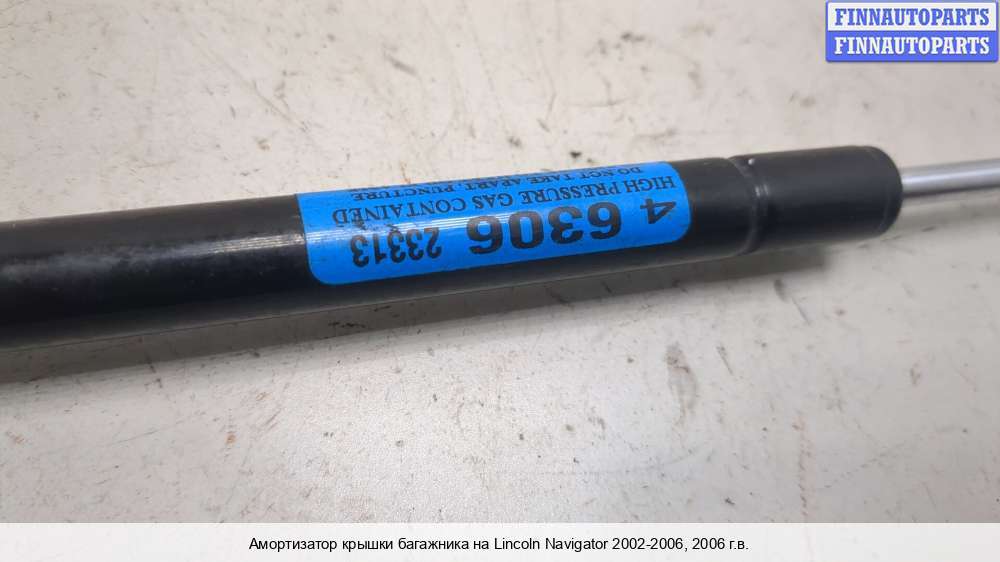 FINNAUTOPARTS
FINNAUTOPARTS
4 6306 23313
HIGH PRESSURE GAS CONTAINED
DO NOT TAKE APART PUNCTURE
Амортизатор крышки багажника на Lincoln Navigator 2002-2006, 2006 г.в.